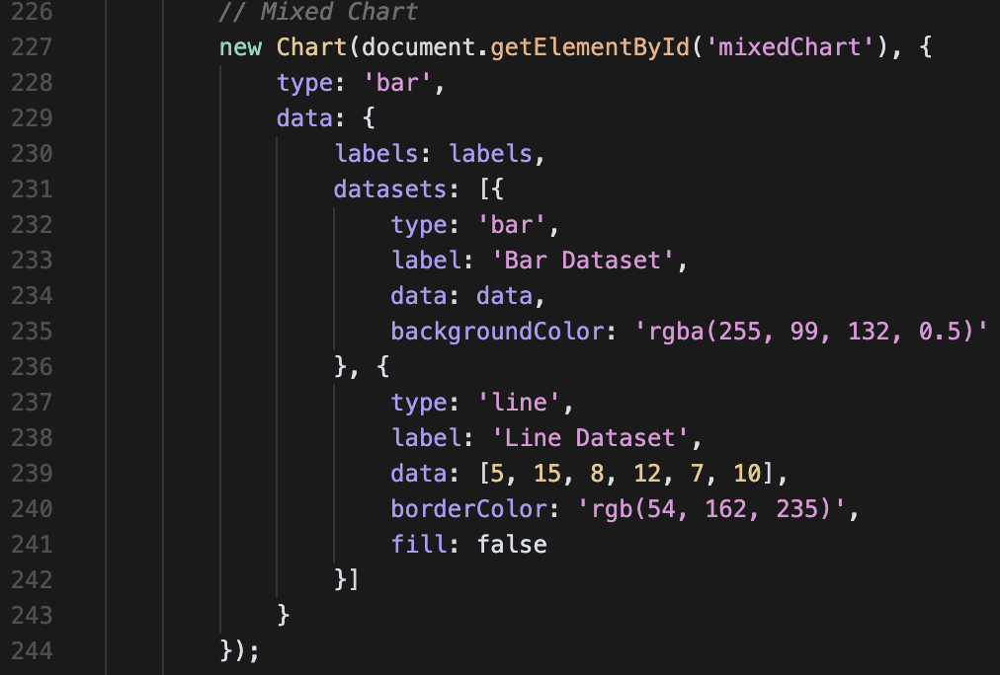 226 // Mixed Chart
227 new Chart(document.getElementById('mixedChart'), {
228 type: 'bar',
229 data: {
230 labels: labels,
231 datasets: [{
232 type: 'bar',
233 label: 'Bar Dataset',
234 data: data,
235 backgroundColor: 'rgba(255, 99, 132, 0.5)'
236 }, {
237 type: 'line',
238 label: 'Line Dataset',
239 data: [5, 15, 8, 12, 7, 10],
240 borderColor: 'rgb(54, 162, 235)',
241 fill: false
242 }]
243 }
244 });